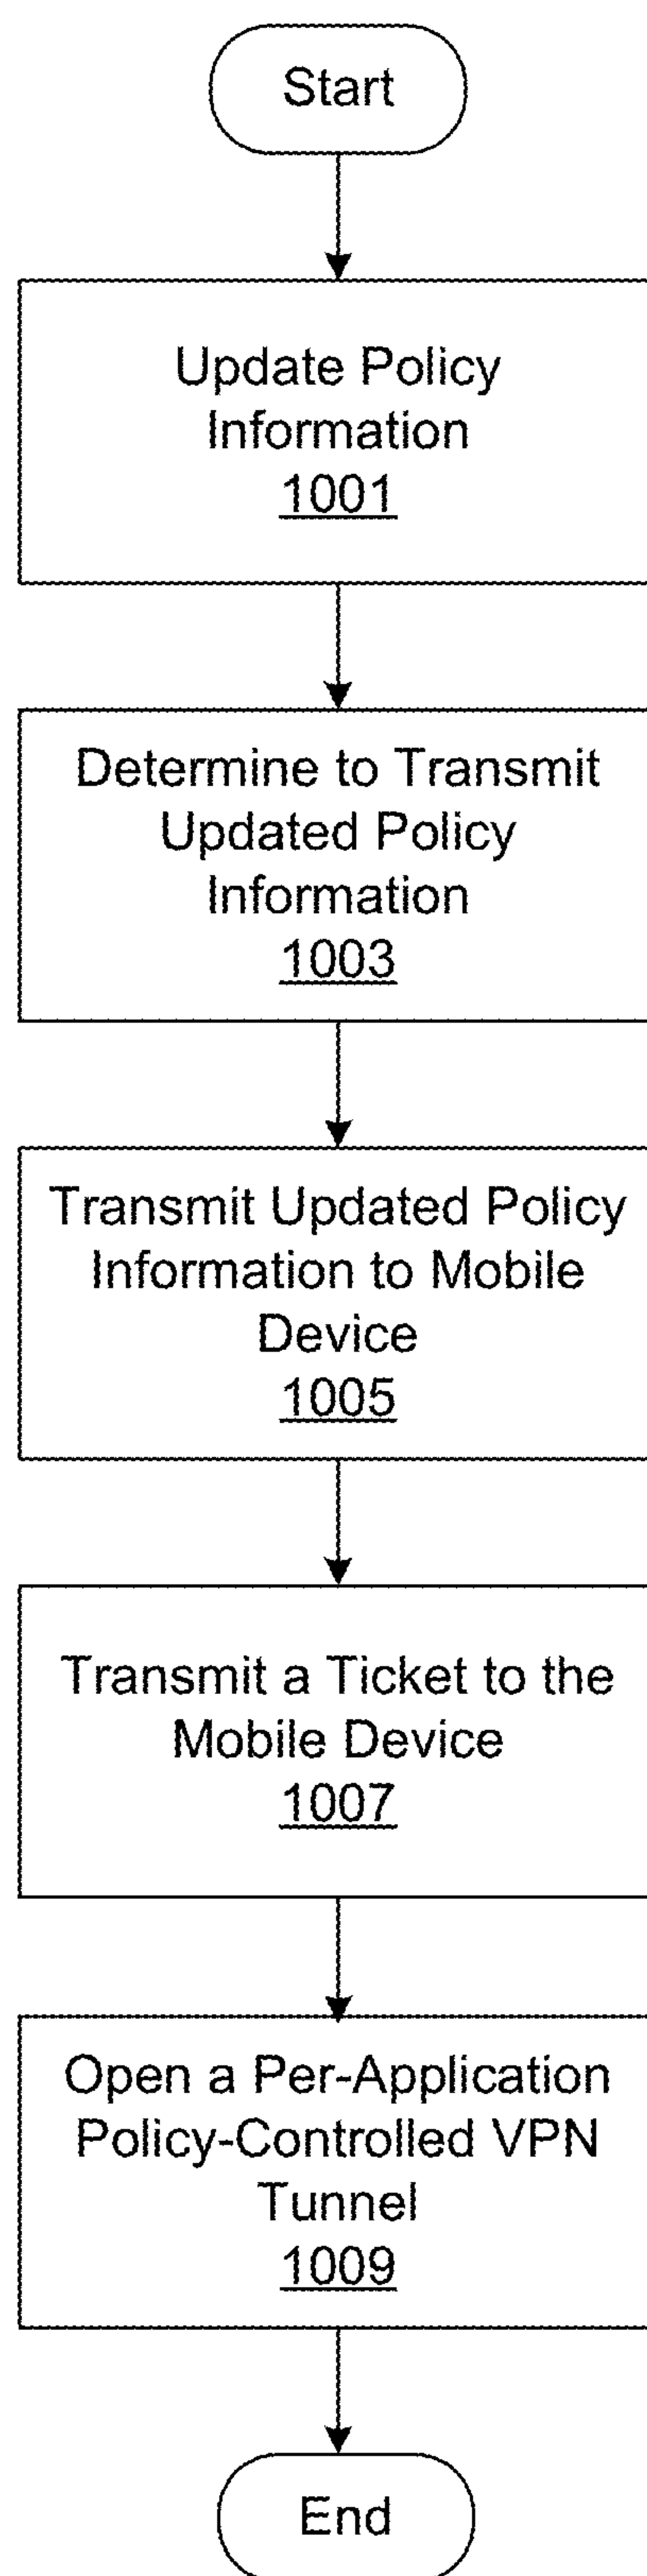 Start
Update Policy
Information
1001
Determine to Transmit
Updated Policy
Information
1003
Transmit Updated Policy
Information to Mobile
Device
1005
Transmit a Ticket to the
Mobile Device
1007
Open a Per-Application
Policy-Controlled VPN
Tunnel
1009
End